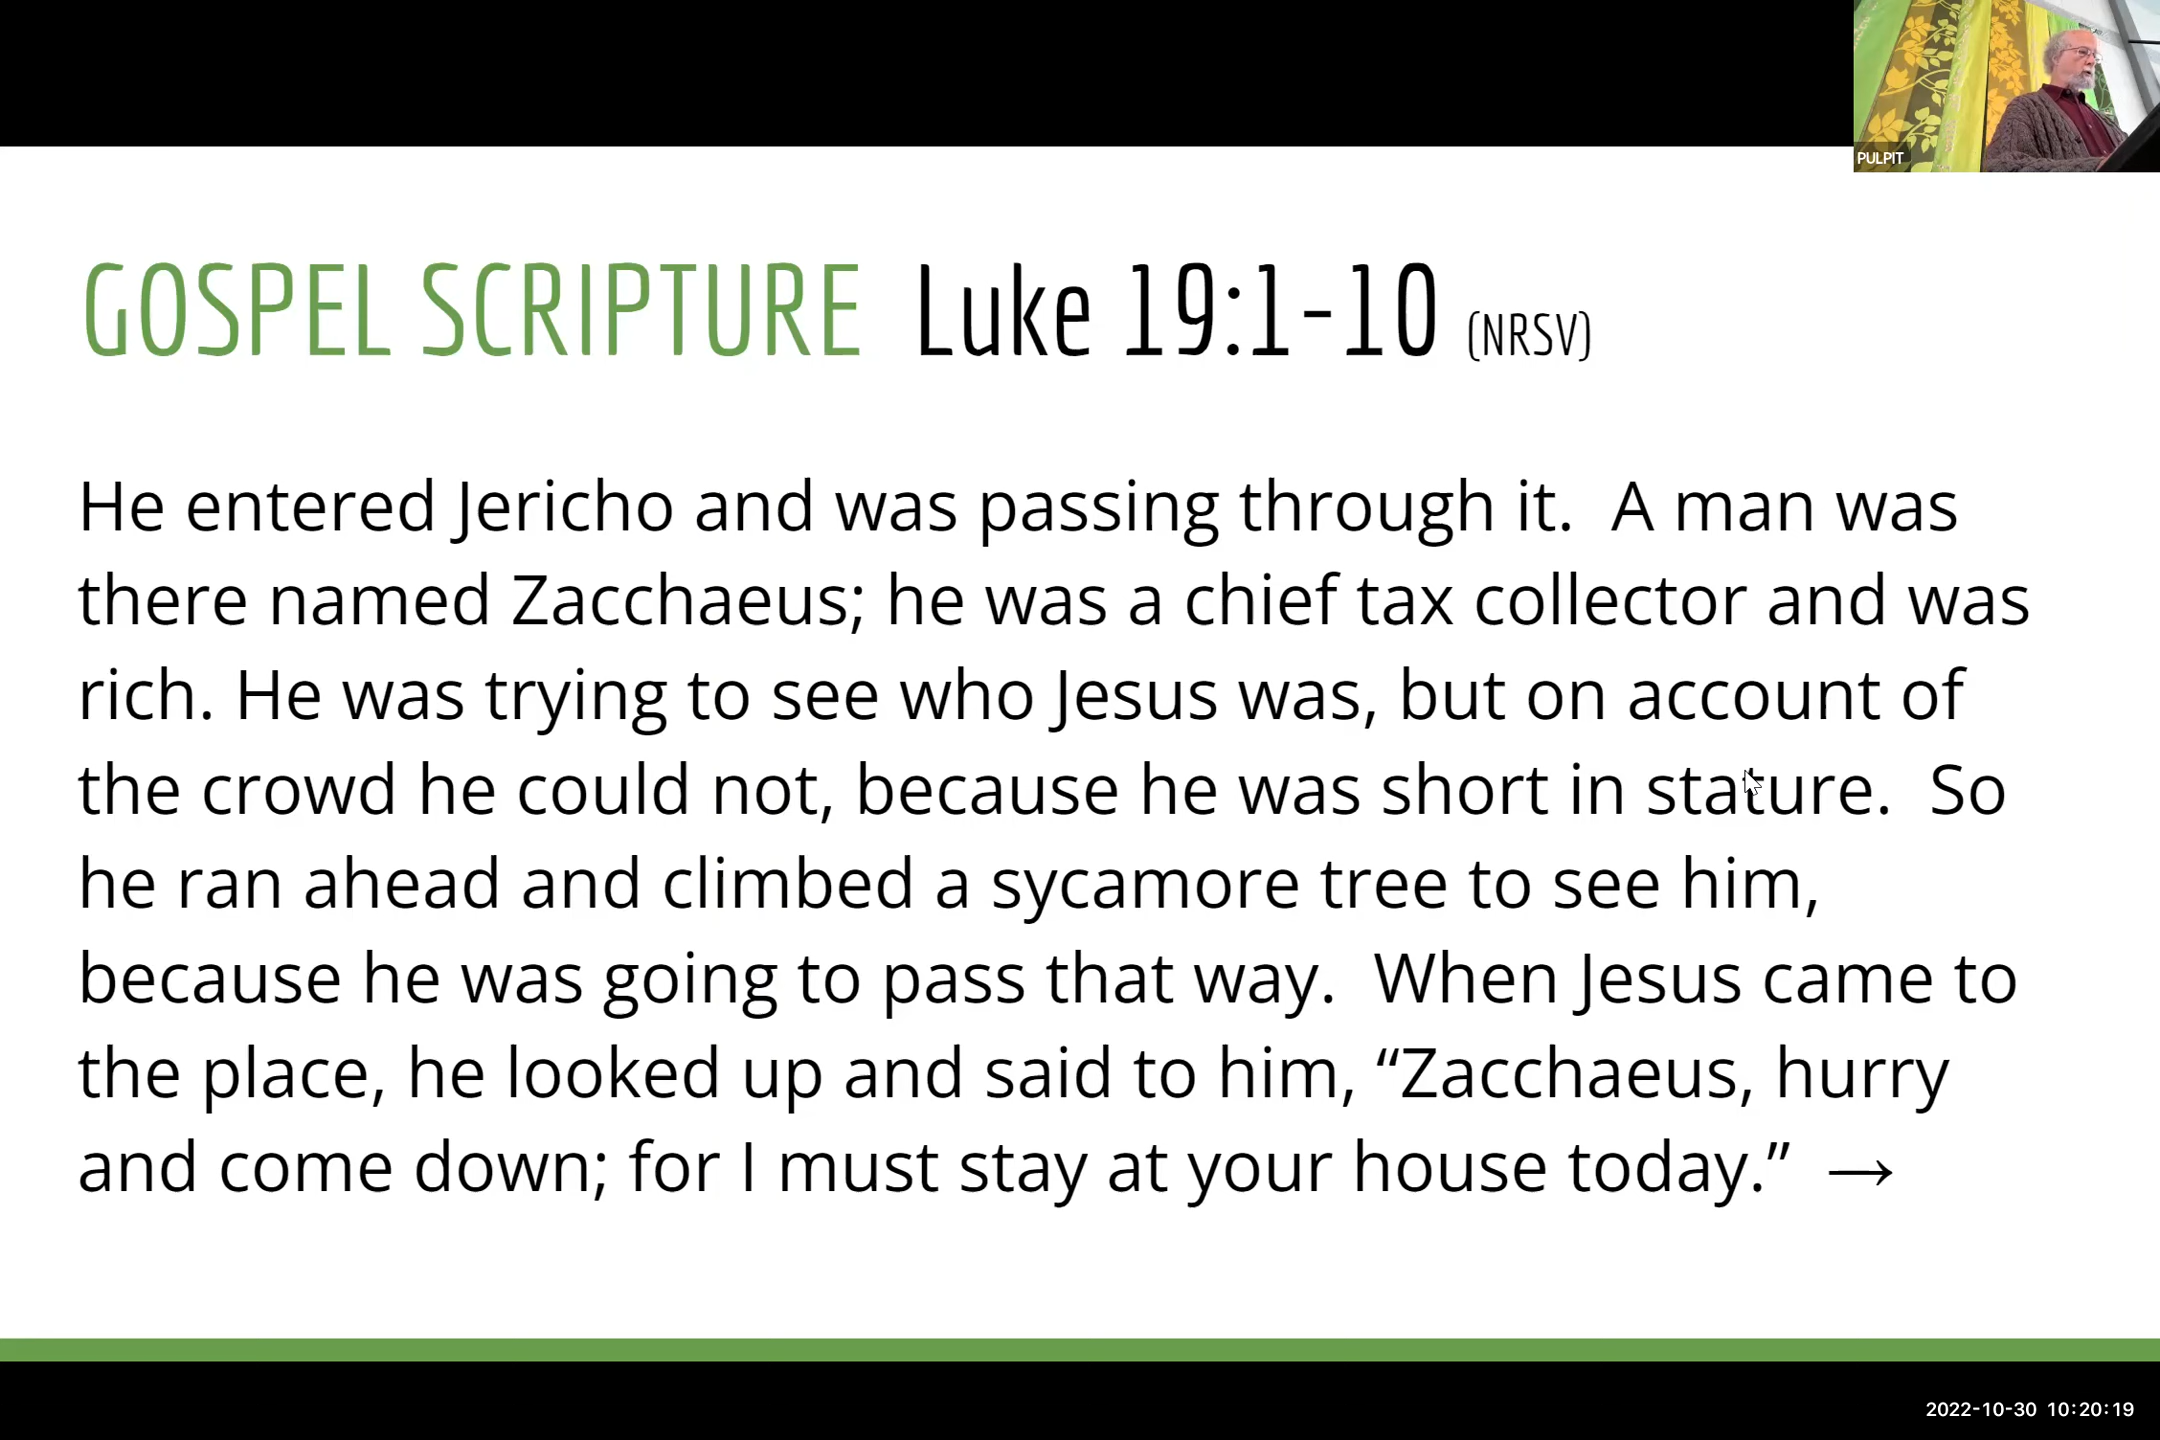 PULPIT
GOSPEL SCRIPTURE Luke 19:1-10 (NRSV)
He entered Jericho and was passing through it.  A man was
there named Zacchaeus; he was a chief tax collector and was
rich. He was trying to see who Jesus was, but on account of
the crowd he could not, because he was short in stature.  So
he ran ahead and climbed a sycamore tree to see him,
because he was going to pass that way.  When Jesus came to
the place, he looked up and said to him, “Zacchaeus, hurry
and come down; for I must stay at your house today.” →
2022-10-30 10:20:19